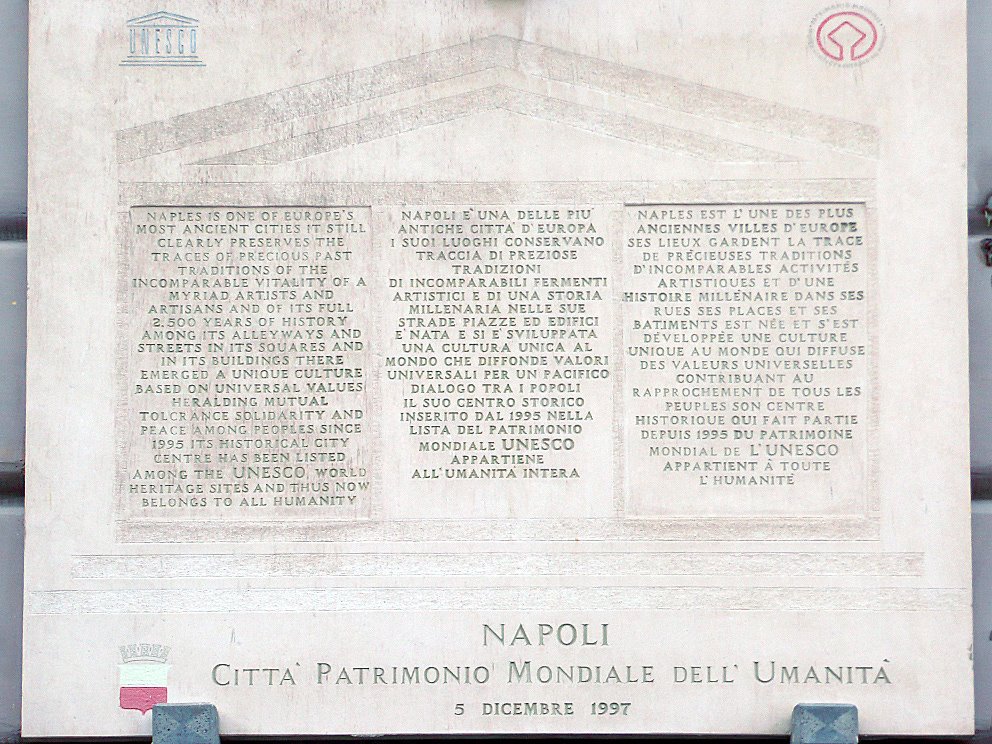 UNESCO
NAPLES IS ONE OF EUROPE'S
MOST ANCIENT CITIES IT STILL
CLEARLY PRESERVES THE
TRACES OF PRECIOUS PAST
TRADITIONS OF THE
INCOMPARABLE VITALITY OF A
MYRIAD ARTISTS AND
ARTISANS AND OF ITS FULL
2.500 YEARS OF HISTORY
AMONG ITS ALLEYWAYS AND
STREETS IN ITS SQUARES AND
IN ITS BUILDINGS THERE
EMERGED A UNIQUE CULTURE
BASED ON UNIVERSAL VALUES
HERALDING MUTUAL
TOLCRANCE SOLIDARITY AND
PEACE AMONG PEOPLES SINCE
1995 ITS HISTORICAL CITY
CENTRE HAS BEEN LISTED
AMONG THE UNESCO WORLD
HERITAGE SITES AND THUS NOW
BELONGS TO ALL HUMANITY
NAPOLI E' UNA DELLE PIU'
ANTICHE CITTA' D'EUROPA
I SUOI LUOGHI CONSERVANO
TRACCIA DI PREZIOSE
TRADIZIONI
DI INCOMPARABILI FERMENTI
ARTISTICI E DI UNA STORIA
MILLENARIA NELLE SUE
STRADE PIAZZE ED EDIFICI
E' NATA E SI E' SVILUPPATA
UNA CULTURA UNICA AL
MONDO CHE DIFFONDE VALORI
UNIVERSALI PER UN PACIFICO
DIALOGO TRA I POPOLI
IL SUO CENTRO STORICO
INSERITO DAL 1995 NELLA
LISTA DEL PATRIMONIO
MONDIALE UNESCO
APPARTIENE
ALL'UMANITA' INTERA
NAPLES EST L'UNE DES PLUS
ANCIENNES VILLES D'EUROPE
SES LIEUX GARDENT LA TRACE
DE PRÉCIEUSES TRADITIONS
D'INCOMPARABLES ACTIVITÉS
ARTISTIQUES ET D'UNE
HISTOIRE MILLÉNAIRE DANS SES
RUES SES PLACES ET SES
BATIMENTS EST NÉE ET S'EST
DÉVELOPPÉE UNE CULTURE
UNIQUE AU MONDE QUI DIFFUSE
DES VALEURS UNIVERSELLES
CONTRIBUANT AU
RAPPROCHEMENT DE TOUS LES
PEUPLES SON CENTRE
HISTORIQUE QUI FAIT PARTIE
DEPUIS 1995 DU PATRIMOINE
MONDIAL DE L'UNESCO
APPARTIENT À TOUTE
L'HUMANITÉ
NAPOLI
CITTA' PATRIMONIO MONDIALE DELL' UMANITÀ
5 DICEMBRE 1997